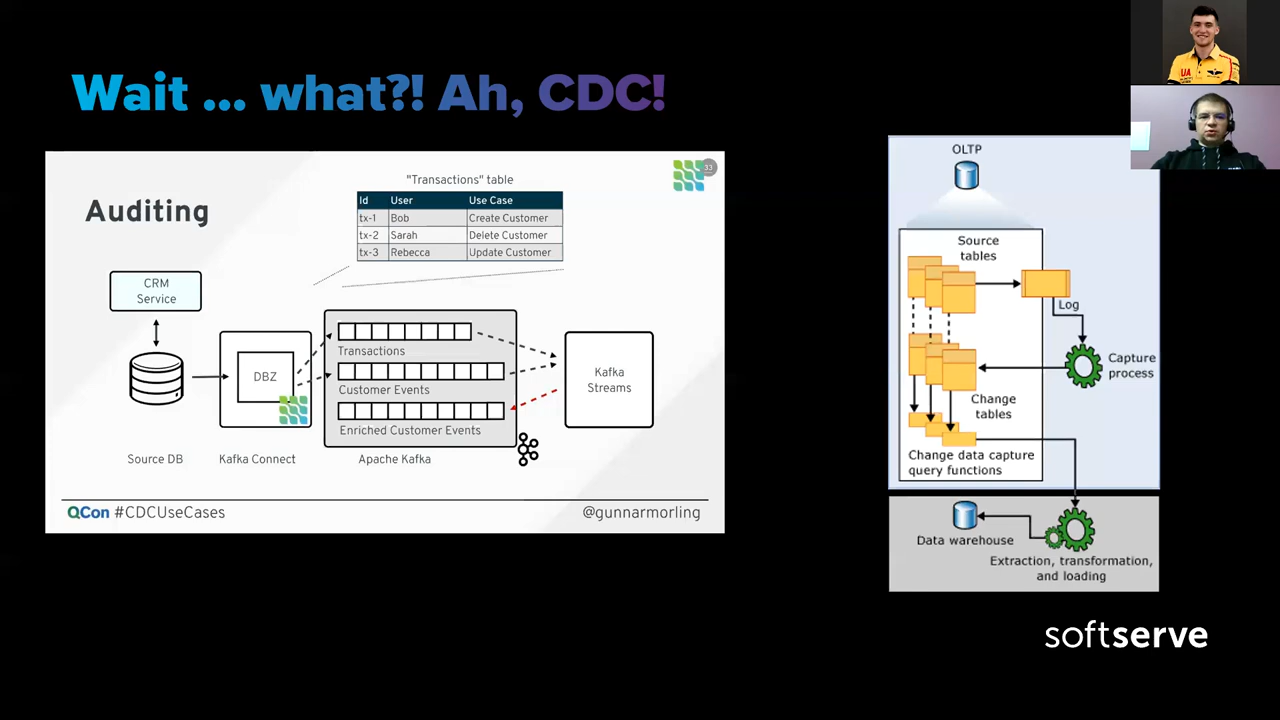 Wait ... what?! Ah, CDC!
33
"Transactions" table
Auditing
Id User Use Case
tx-1 Bob Create Customer
tx-2 Sarah Delete Customer
tx-3 Rebecca Update Customer
CRM
Service
DBZ
Transactions
Customer Events
Enriched Customer Events
Kafka
Streams
Source DB
Kafka Connect
Apache Kafka
QCon #CDCUseCases
@gunnarmorling
UA
OLTP
Source
tables
Log
Capture
process
Change
tables
Change data capture
query functions
Data warehouse
Extraction, transformation,
and loading
softserve